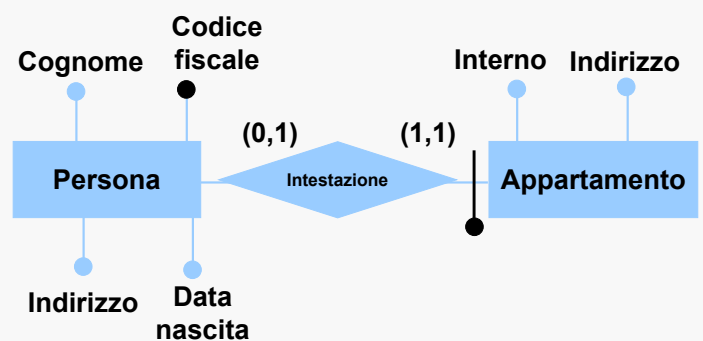 Codice
fiscale
Cognome
Interno
Indirizzo
(0,1)
(1,1)
Persona
Intestazione
Appartamento
Indirizzo
Data
nascita